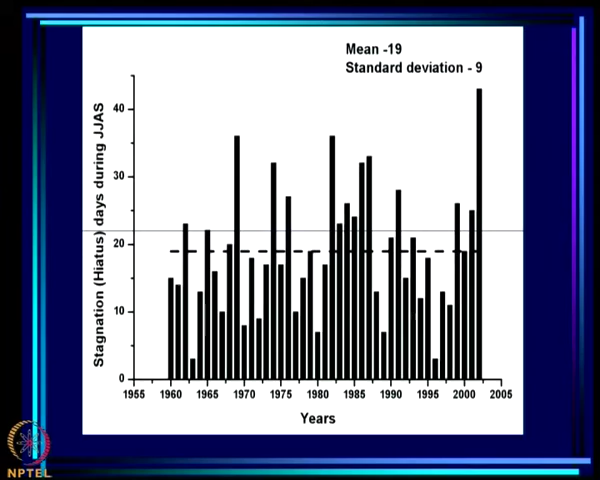 Mean -19
Standard deviation - 9
Stagnation (Hiatus) days during JJAS
40
30
20
10
0
1955 1960 1965 1970 1975 1980 1985 1990 1995 2000 2005
Years
NPTEL